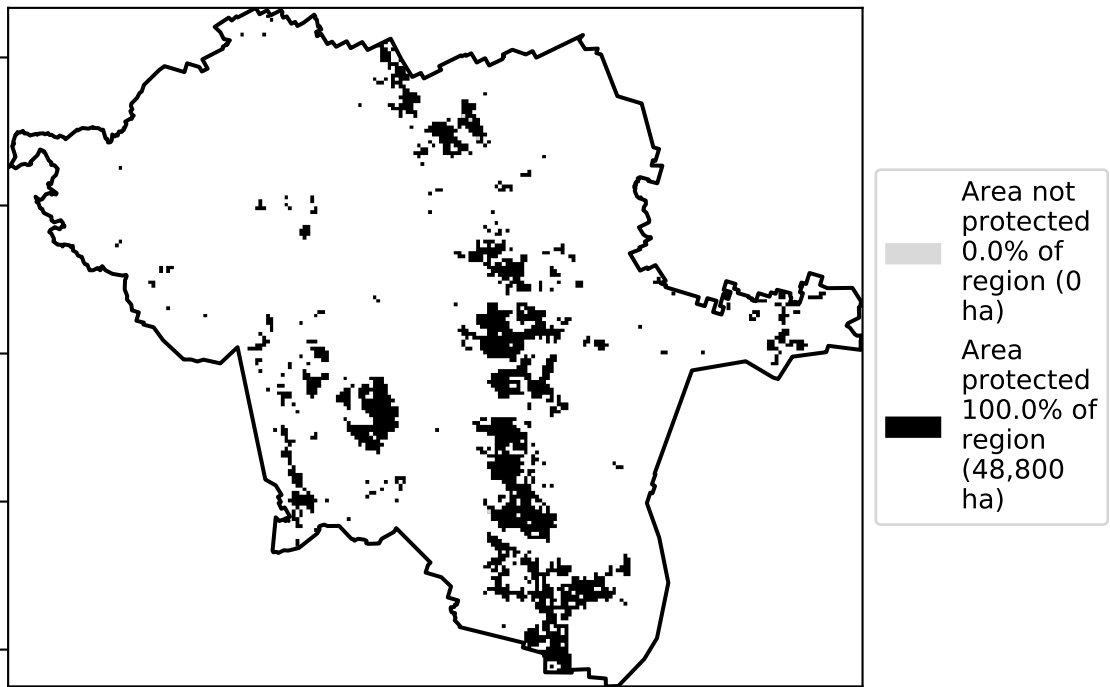 Area not
protected
0.0% of
region (0
ha)
Area
protected
100.0% of
region
(48,800
ha)